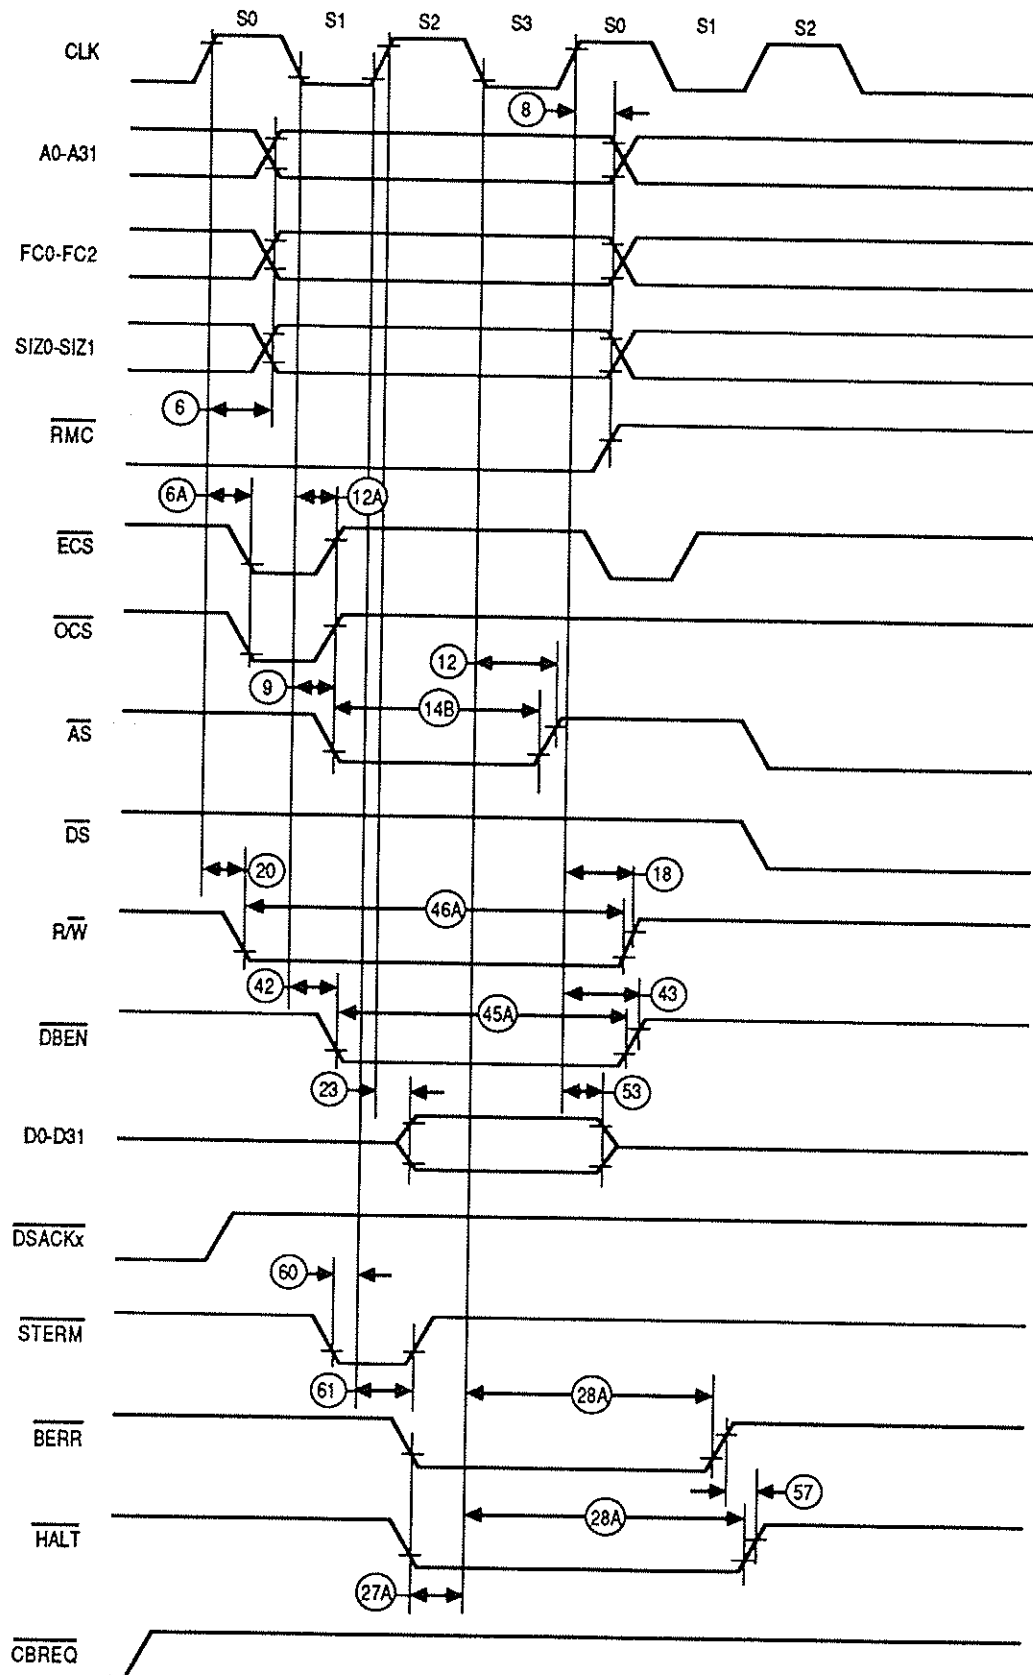 S0 S1 S2 S3 S0 S1 S2
CLK
8
A0-A31
FC0-FC2
SIZ0-SIZ1
6
RMC
6A 12A
ECS
OCS
12
9 14B
AS
DS
20 18
46A
R/W
42 43
45A
DBEN
23 53
D0-D31
DSACKx
60
STERM
61 28A
BERR
57
28A
HALT
27A
CBREQ